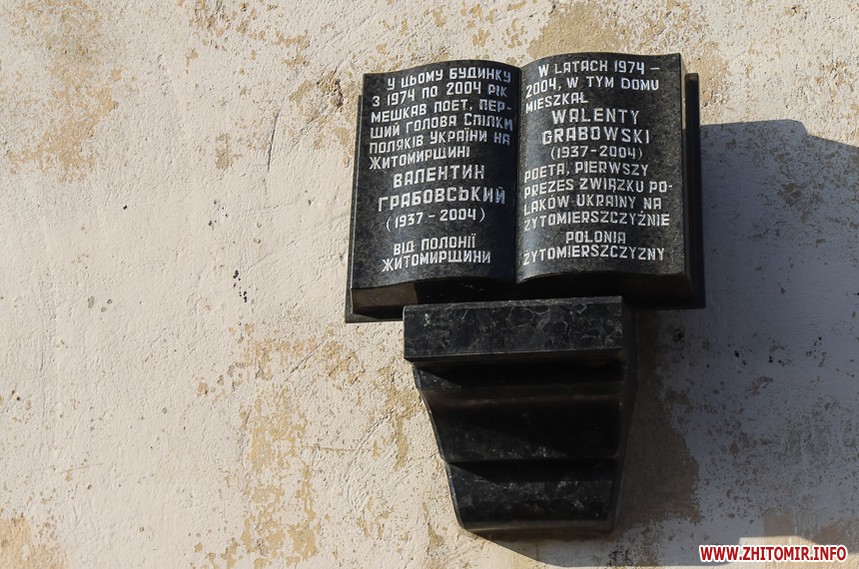 У ЦЬОМУ БУДИНКУ
З 1974 ПО 2004 РІК
МЕШКАВ ПОЕТ, ПЕР-
ШИЙ ГОЛОВА СПІЛКИ
ПОЛЯКІВ УКРАЇНИ НА
ЖИТОМИРЩИНІ
ВАЛЕНТИН
ГРАБОВСЬКИЙ
(1937 - 2004)
ВІД ПОЛОНІЇ
ЖИТОМИРЩИНИ
W LATACH 1974 –
2004, W TYM DOMU
MIESZKAŁ
WALENTY
GRABOWSKI
(1937-2004)
POETA, PIERWSZY
PREZES ZWIĄZKU PO-
LAKÓW UKRAINY NA
ŻYTOMIERSZCZYŹNIE
POLONIA
ŻYTOMIERSZCZYZNY
WWW.ZHITOMIR.INFO